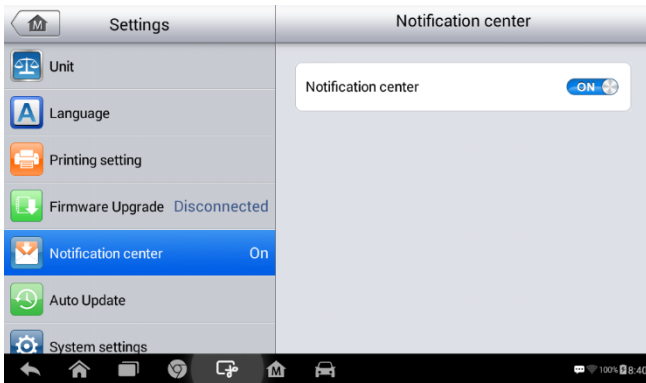 M
Settings
Notification center
Unit
Notification center ON
A Language
Printing setting
Firmware Upgrade Disconnected
Notification center On
Auto Update
System settings
M
100% 8:40